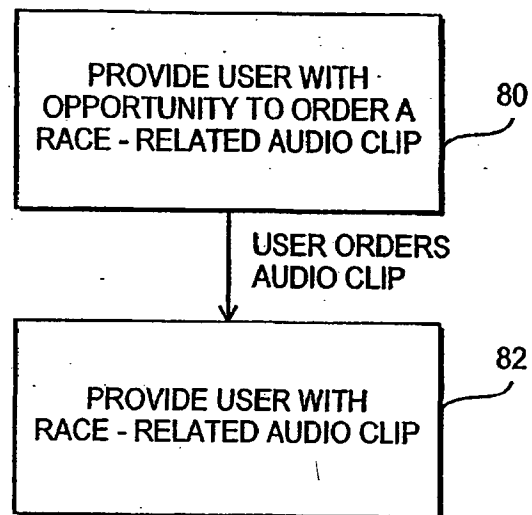 PROVIDE USER WITH
OPPORTUNITY TO ORDER A
RACE - RELATED AUDIO CLIP
80
USER ORDERS
AUDIO CLIP
PROVIDE USER WITH
RACE - RELATED AUDIO CLIP
82